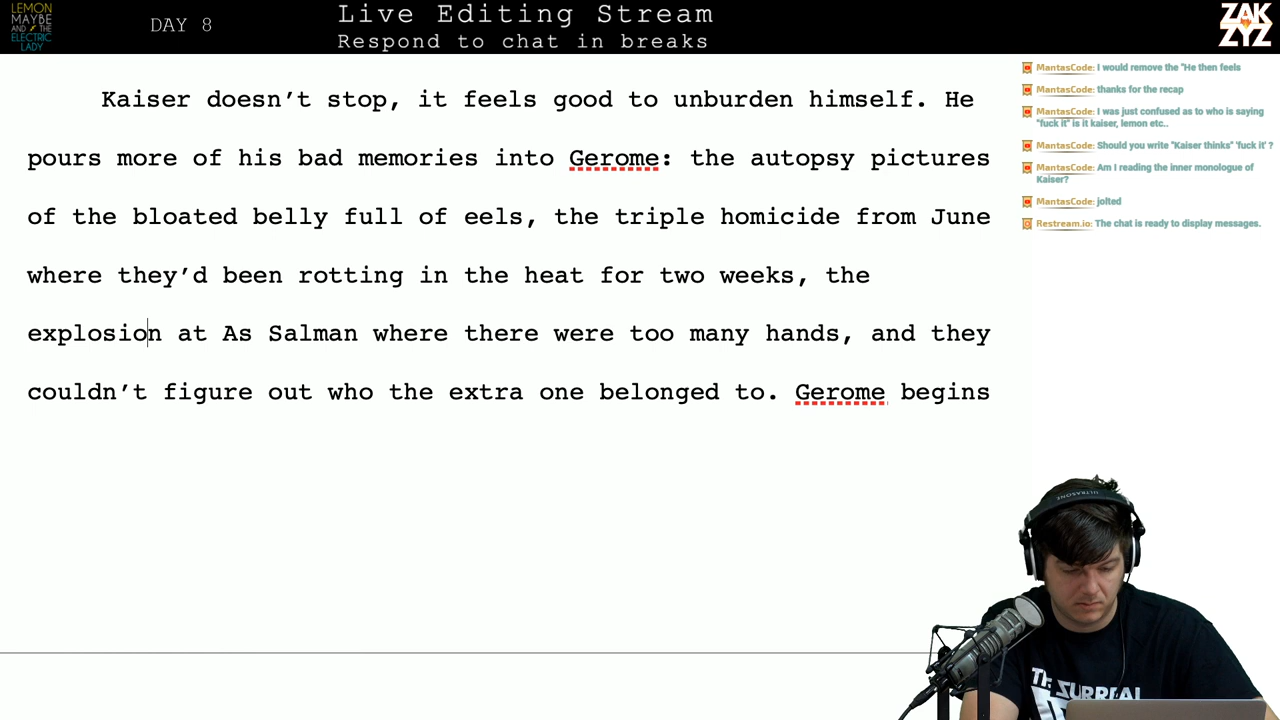 LEMON
MAYBE
AND THE
ELECTRIC
LADY
DAY 8
Live Editing Stream
Respond to chat in breaks
ZAK
ZYZ
Kaiser doesn’t stop, it feels good to unburden himself. He
pours more of his bad memories into Gerome: the autopsy pictures
of the bloated belly full of eels, the triple homicide from June
where they’d been rotting in the heat for two weeks, the
explosion at As Salman where there were too many hands, and they
couldn’t figure out who the extra one belonged to. Gerome begins
MantasCode: I would remove the "He then feels
MantasCode: thanks for the recap
MantasCode: I was just confused as to who is saying
"fuck it" is it kaiser, lemon etc..
MantasCode: Should you write "Kaiser thinks" 'fuck it' ?
MantasCode: Am I reading the inner monologue of
Kaiser?
MantasCode: jolted
Restream.io: The chat is ready to display messages.
ULTRASONE
SURREAL